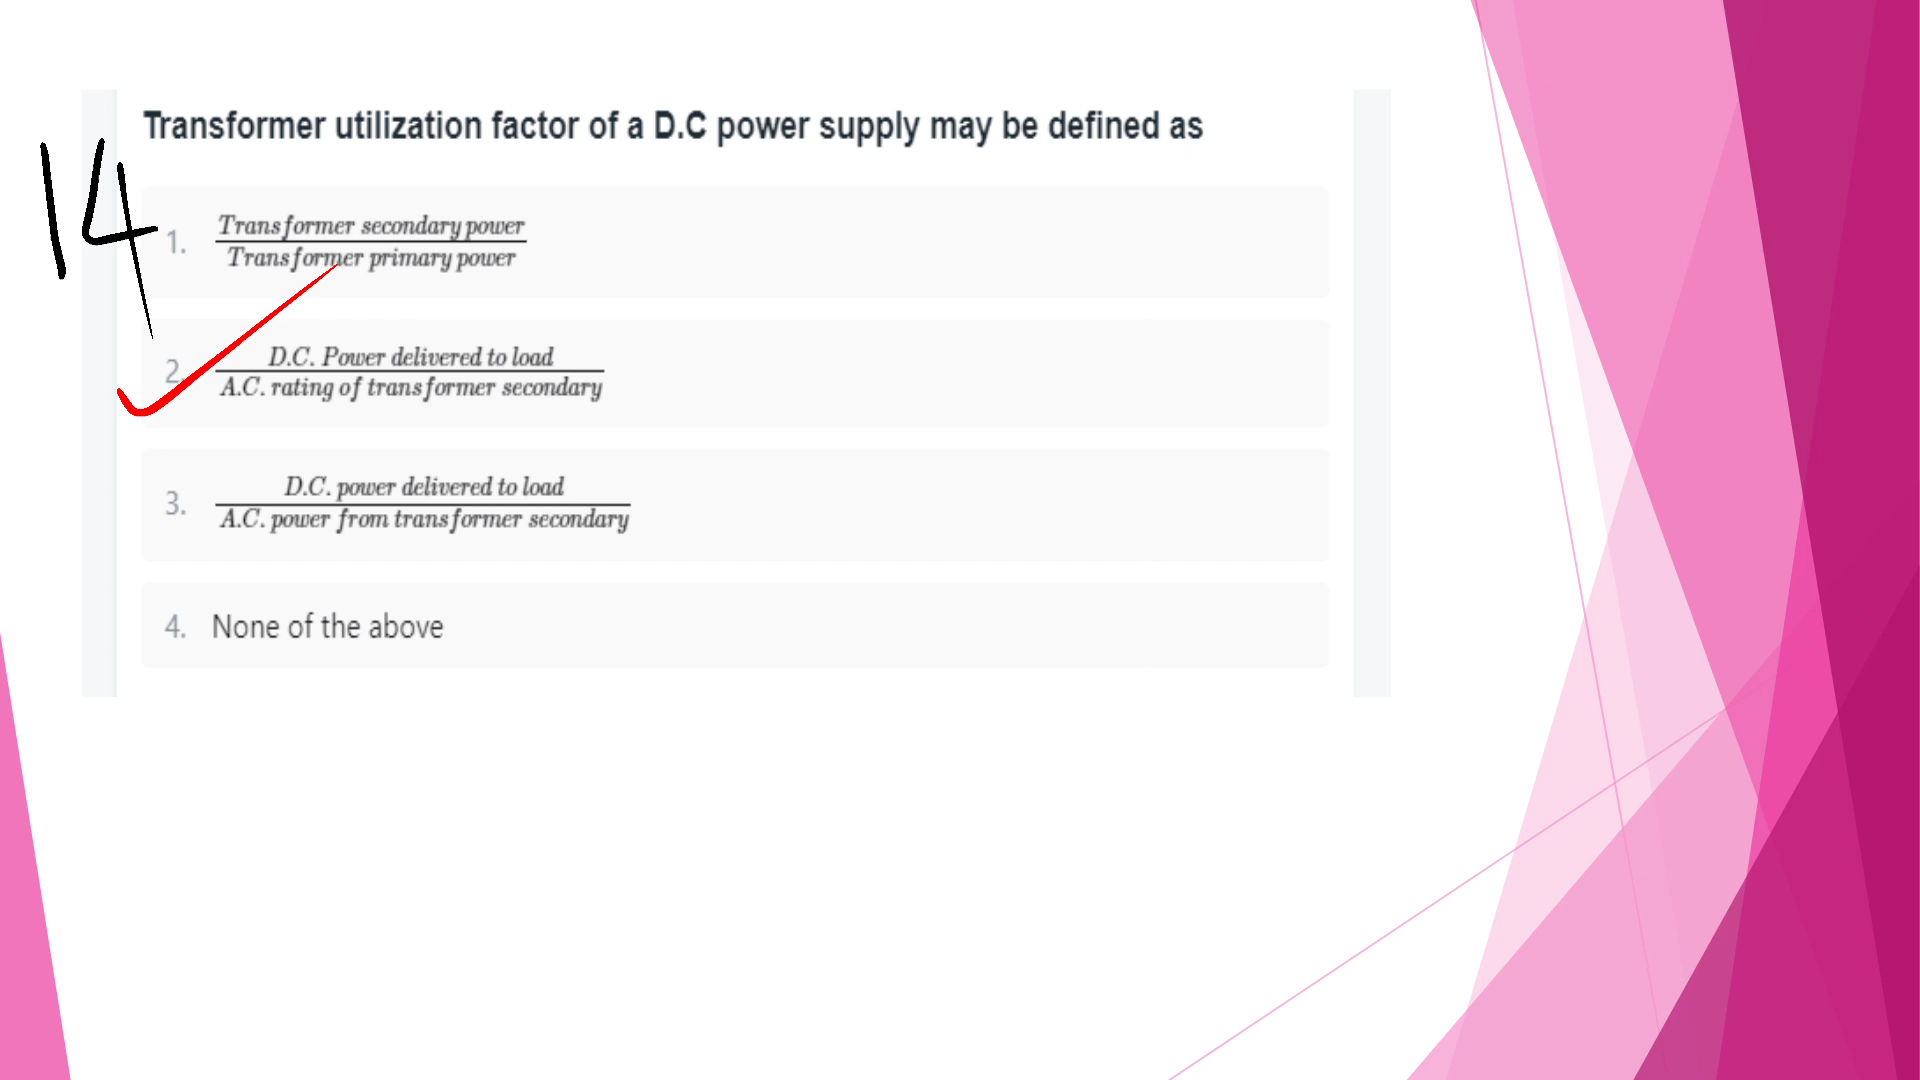 Transformer utilization factor of a D.C power supply may be defined as
14
1. Transformer secondary power
Transformer primary power
2. D.C. Power delivered to load
A.C. rating of transformer secondary
3. D.C. power delivered to load
A.C. power from transformer secondary
4. None of the above